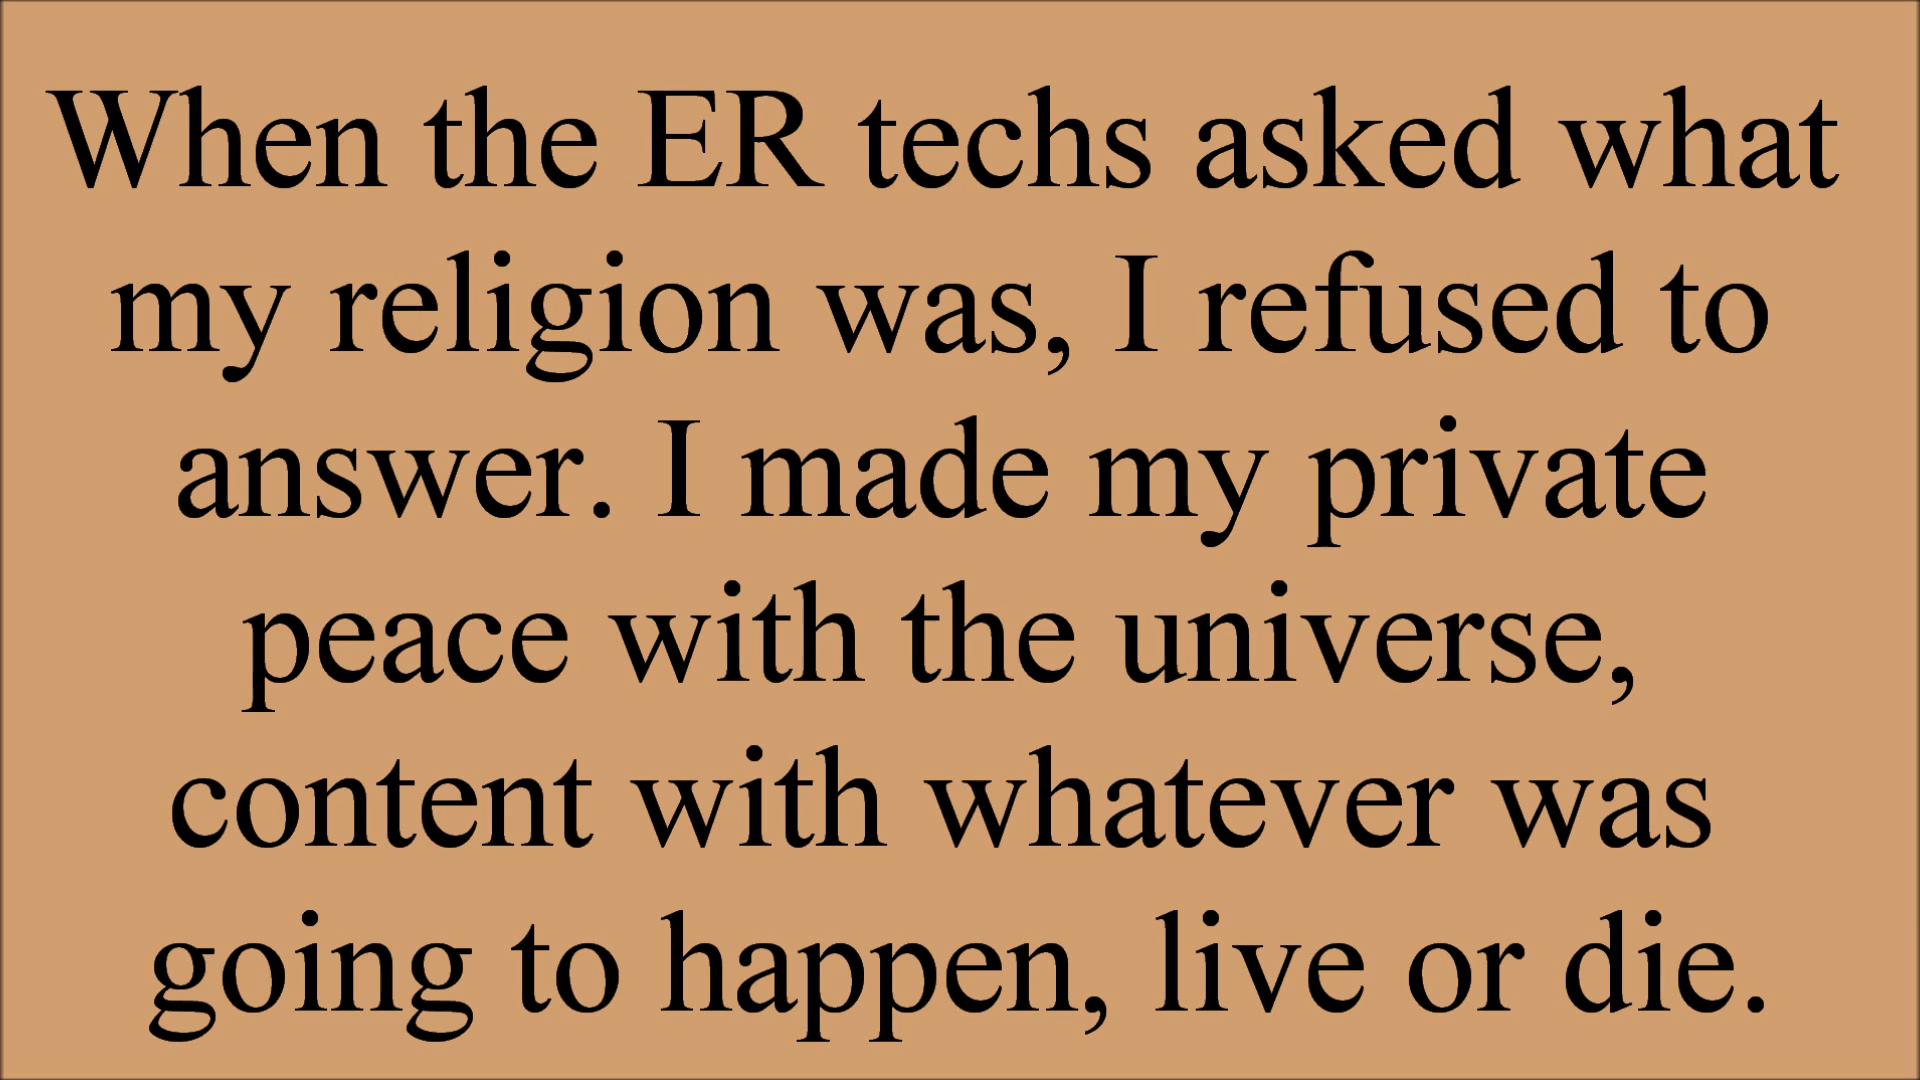 When the ER techs asked what
my religion was, I refused to
answer. I made my private
peace with the universe,
content with whatever was
going to happen, live or die.